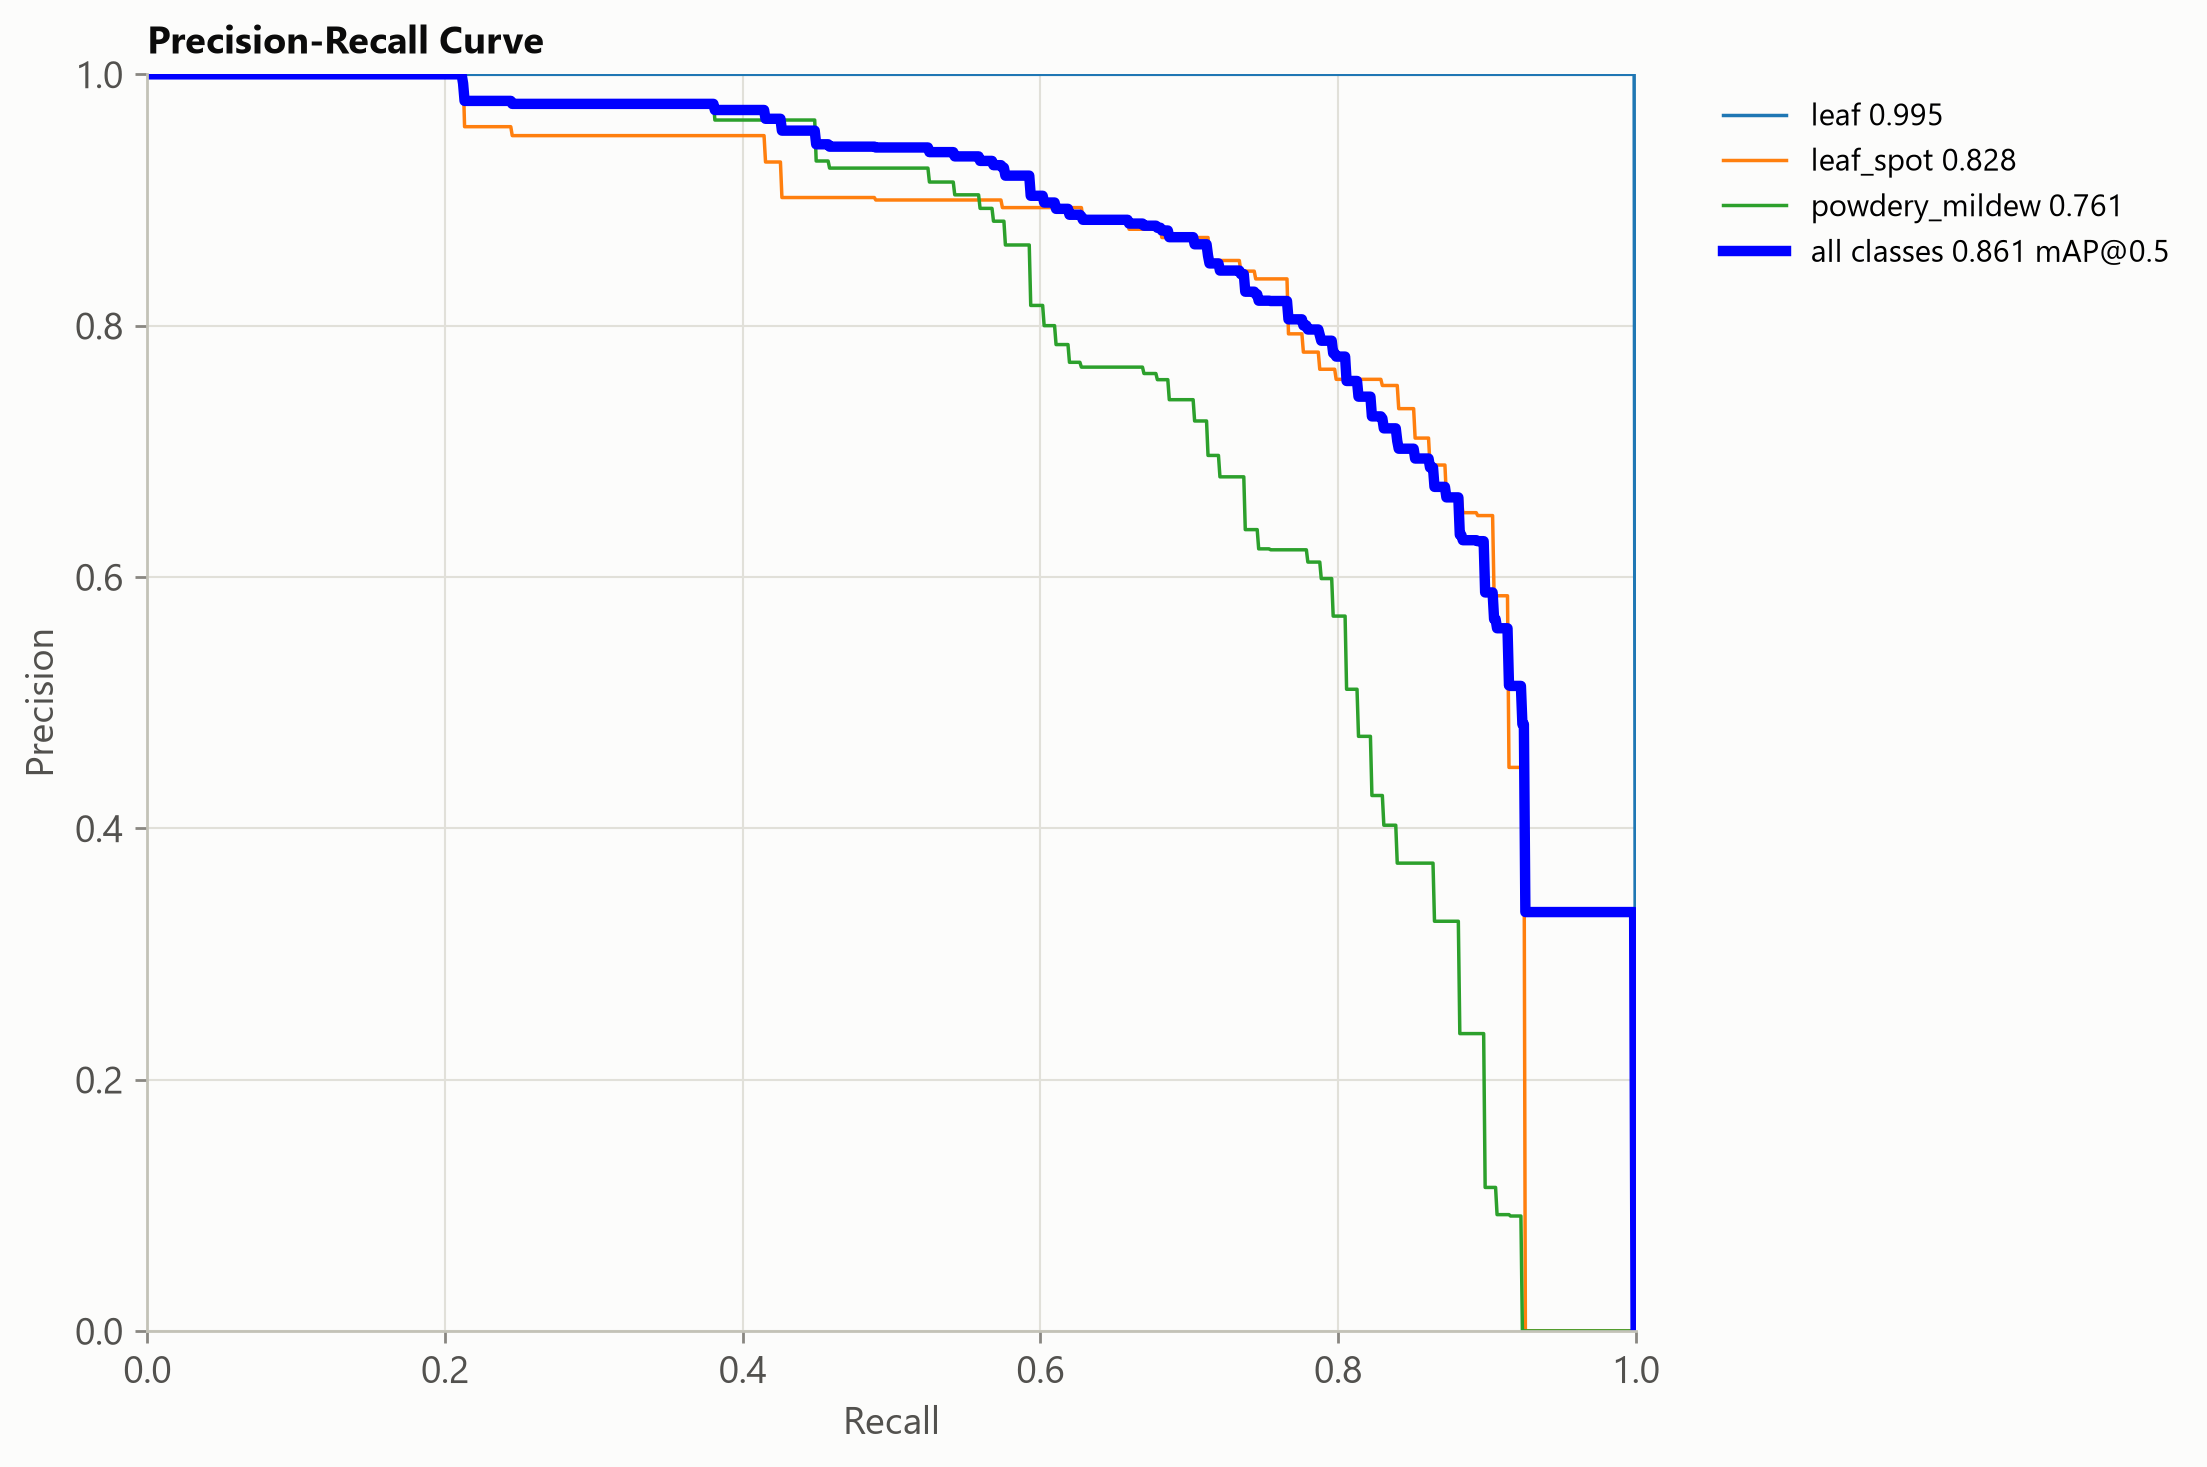 Precision-Recall Curve
1.0
0.8
0.6
0.4
0.2
0.0
Precision
0.0 0.2 0.4 0.6 0.8 1.0
Recall
leaf 0.995
leaf_spot 0.828
powdery_mildew 0.761
all classes 0.861 mAP@0.5